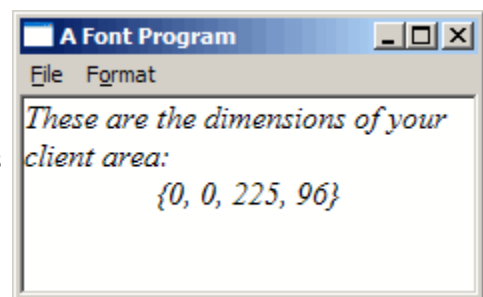 A Font Program
File Format
These are the dimensions of your
client area:
{0, 0, 225, 96}